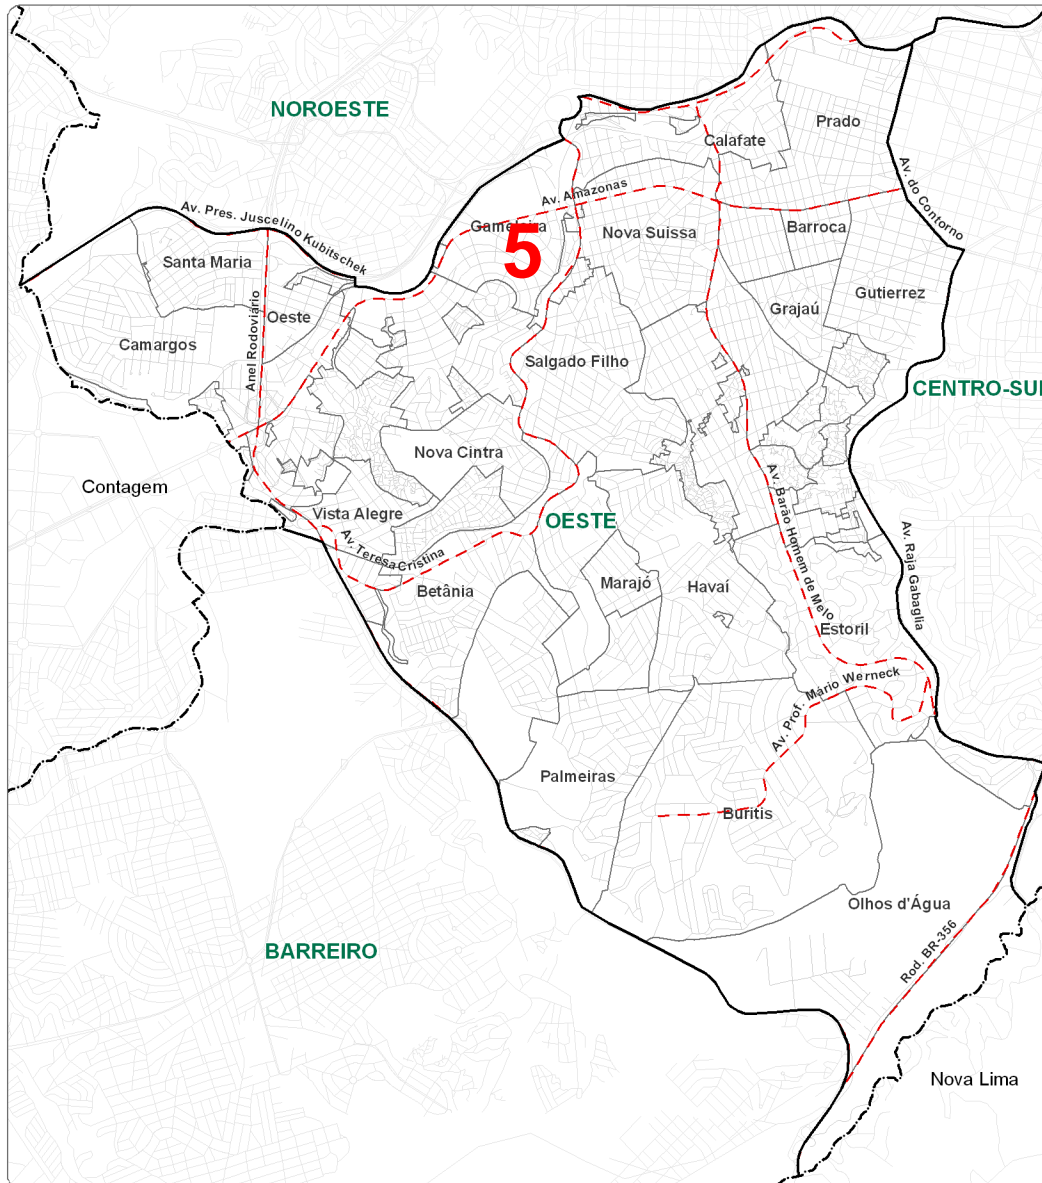 NOROESTE
Prado
Calafate
Av. do Contorno
Av. Amazonas
Av. Pres. Juscelino Kubitschek
Gameleira
5
Nova Suissa
Barroca
Santa Maria
Gutierrez
Grajaú
Oeste
Anel Rodoviário
Camargos
Salgado Filho
CENTRO-SUL
Nova Cintra
Contagem
Vista Alegre
OESTE
Av. Barão Homem de Melo
Av. Raja Gabaglia
Av. Teresa Cristina
Betânia
Marajó
Havaí
Estoril
Av. Prof. Mário Werneck
Palmeiras
Buritis
Olhos d'Água
BARREIRO
Rod. BR-356
Nova Lima